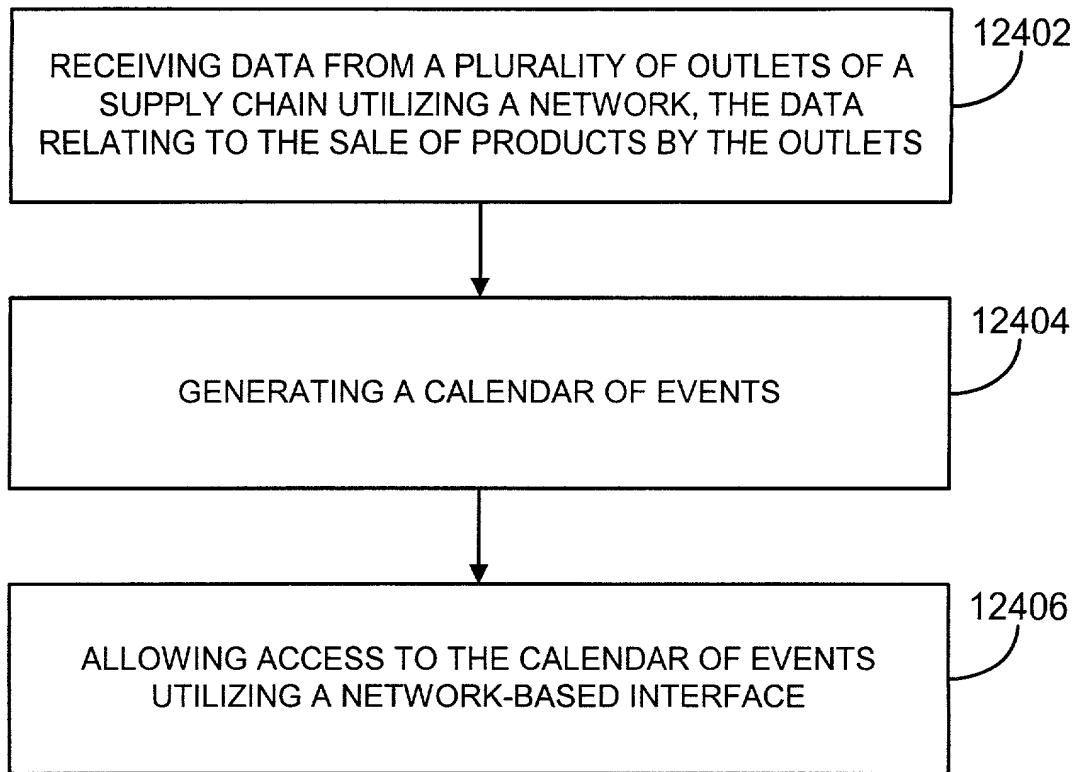 12402
RECEIVING DATA FROM A PLURALITY OF OUTLETS OF A
SUPPLY CHAIN UTILIZING A NETWORK, THE DATA
RELATING TO THE SALE OF PRODUCTS BY THE OUTLETS
12404
GENERATING A CALENDAR OF EVENTS
12406
ALLOWING ACCESS TO THE CALENDAR OF EVENTS
UTILIZING A NETWORK-BASED INTERFACE